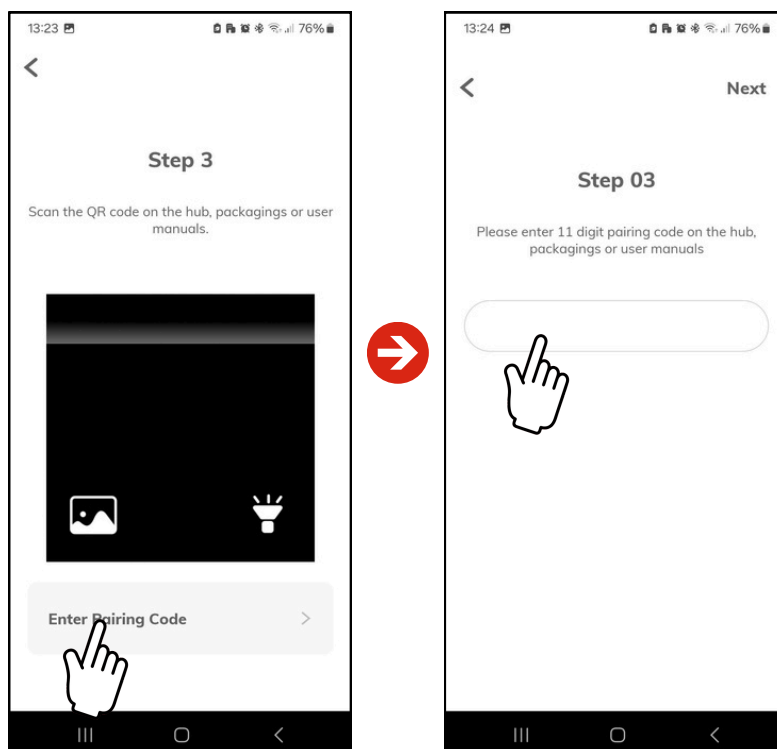 13:23 76%
Step 3
Scan the QR code on the hub, packagings or user
manuals.
Enter Pairing Code
13:24 76%
Next
Step 03
Please enter 11 digit pairing code on the hub,
packagings or user manuals